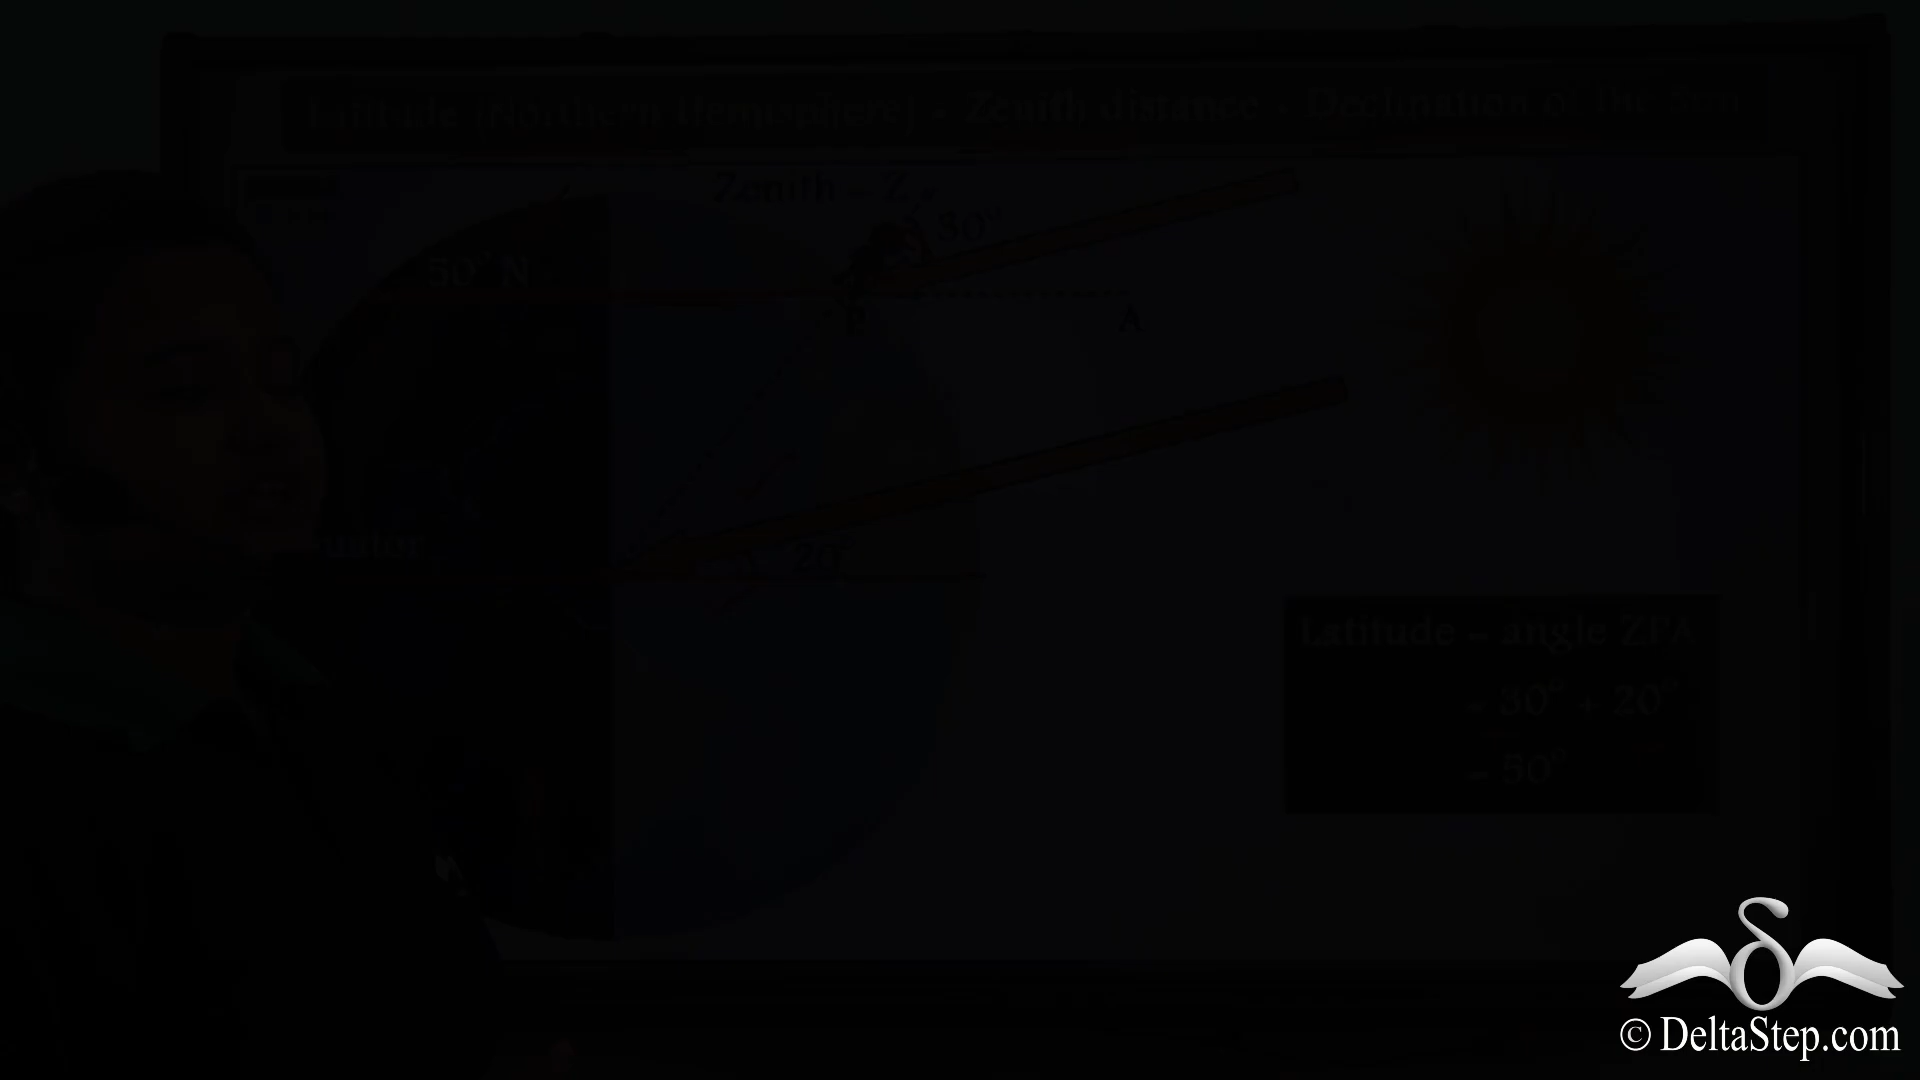 Latitude (Northern Hemisphere) = Zenith distance + Declination of the Sun
Zenith - Z
30°
50° N
P
A
20°
Latitude = angle ZPA
= 30° + 20°
= 50°
© DeltaStep.com